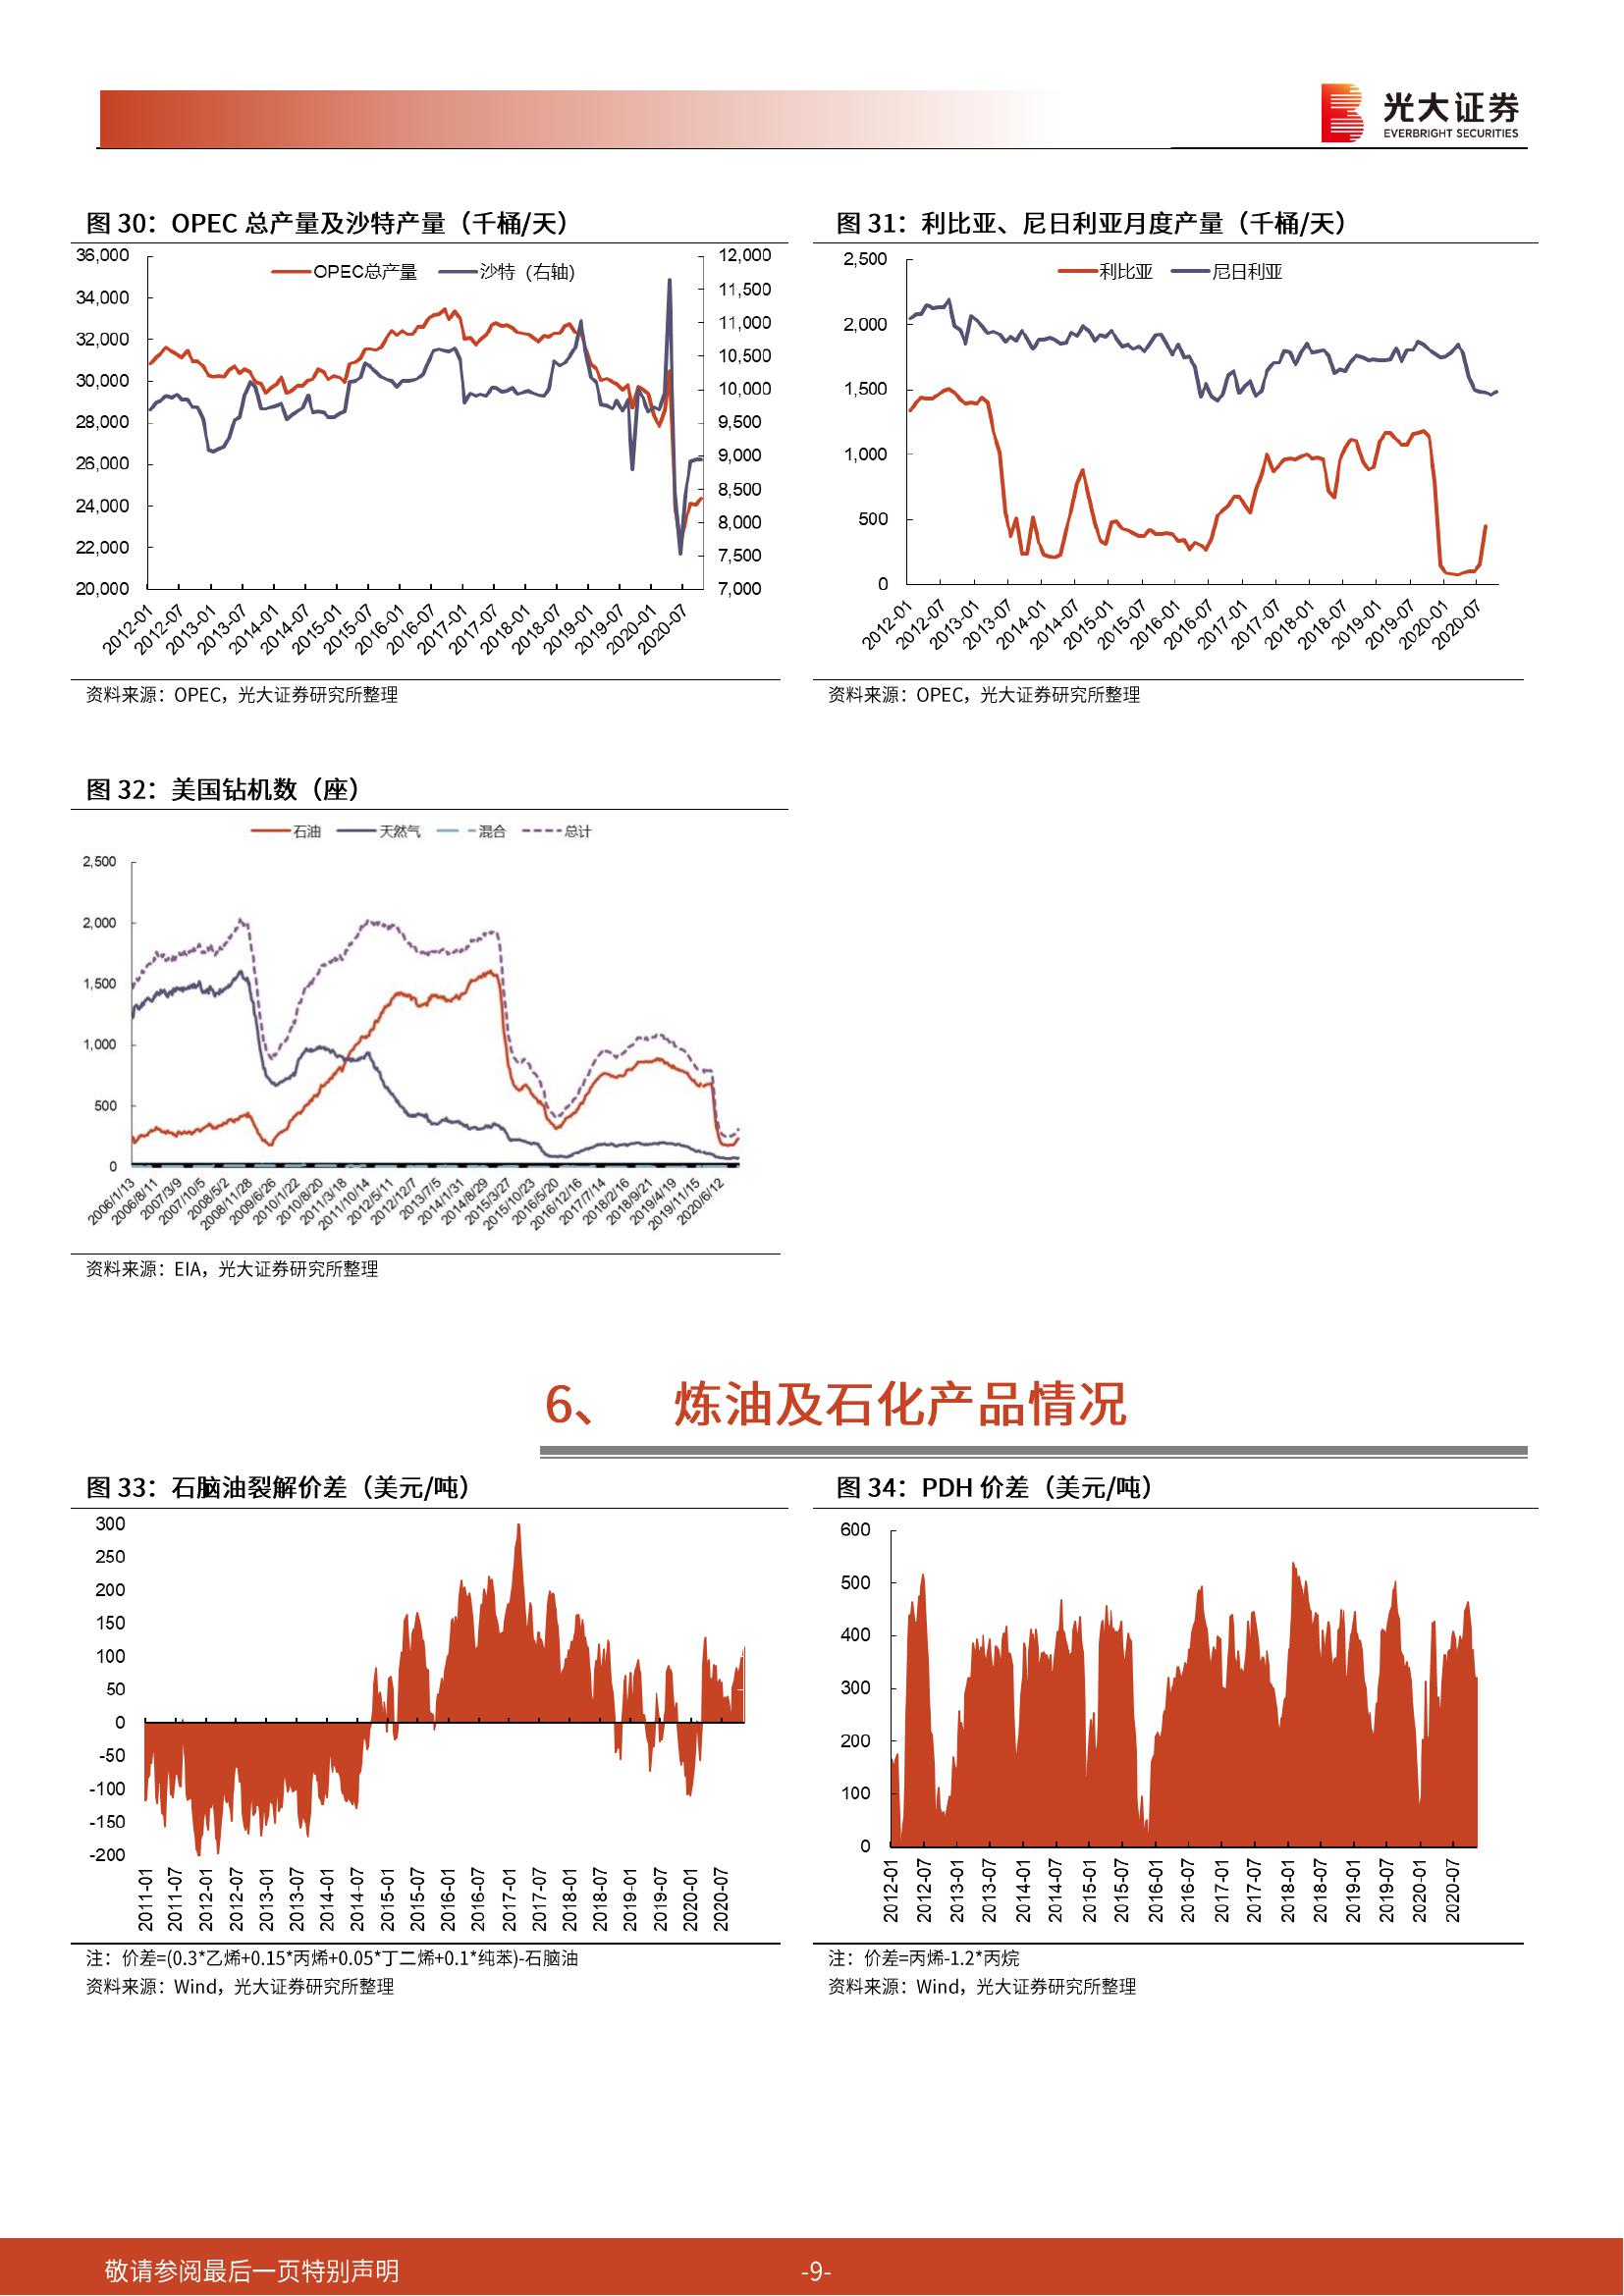 光大证券
EVERBRIGHT SECURITIES
图 30：OPEC 总产量及沙特产量（千桶/天）
OPEC总产量 沙特（右轴）
36,000
34,000
32,000
30,000
28,000
26,000
24,000
22,000
20,000
12,000
11,500
11,000
10,500
10,000
9,500
9,000
8,500
8,000
7,500
7,000
2012-01 2012-07 2013-01 2013-07 2014-01 2014-07 2015-01 2015-07 2016-01 2016-07 2017-01 2017-07 2018-01 2018-07 2019-01 2019-07 2020-01 2020-07
资料来源：OPEC，光大证券研究所整理
图 31：利比亚、尼日利亚月度产量（千桶/天）
利比亚 尼日利亚
2,500
2,000
1,500
1,000
500
0
2012-01 2012-07 2013-01 2013-07 2014-01 2014-07 2015-01 2015-07 2016-01 2016-07 2017-01 2017-07 2018-01 2018-07 2019-01 2019-07 2020-01 2020-07
资料来源：OPEC，光大证券研究所整理
图 32：美国钻机数（座）
石油 天然气 混合 总计
2,500
2,000
1,500
1,000
500
0
2006/1/13 2006/8/11 2007/3/9 2007/10/5 2008/5/2 2008/11/28 2009/6/26 2010/1/22 2010/8/20 2011/3/18 2011/10/14 2012/5/11 2012/12/7 2013/7/5 2014/1/31 2014/8/29 2015/3/27 2015/10/23 2016/5/20 2016/12/16 2017/7/14 2018/2/16 2018/9/21 2019/4/19 2019/11/15 2020/6/12
资料来源：EIA，光大证券研究所整理
6、 炼油及石化产品情况
图 33：石脑油裂解价差（美元/吨）
300
250
200
150
100
50
0
-50
-100
-150
-200
2011-01 2011-07 2012-01 2012-07 2013-01 2013-07 2014-01 2014-07 2015-01 2015-07 2016-01 2016-07 2017-01 2017-07 2018-01 2018-07 2019-01 2019-07 2020-01 2020-07
注：价差=(0.3*乙烯+0.15*丙烯+0.05*丁二烯+0.1*纯苯)-石脑油
资料来源：Wind，光大证券研究所整理
图 34：PDH 价差（美元/吨）
600
500
400
300
200
100
0
2012-01 2012-07 2013-01 2013-07 2014-01 2014-07 2015-01 2015-07 2016-01 2016-07 2017-01 2017-07 2018-01 2018-07 2019-01 2019-07 2020-01 2020-07
注：价差=丙烯-1.2*丙烷
资料来源：Wind，光大证券研究所整理
敬请参阅最后一页特别声明
-9-